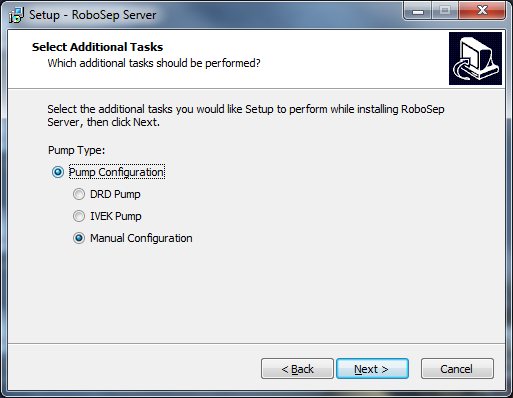 Setup - RoboSep Server
Select Additional Tasks
Which additional tasks should be performed?
Select the additional tasks you would like Setup to perform while installing RoboSep
Server, then click Next.
Pump Type:
Pump Configuration
DRD Pump
IVEK Pump
Manual Configuration
< Back
Next >
Cancel